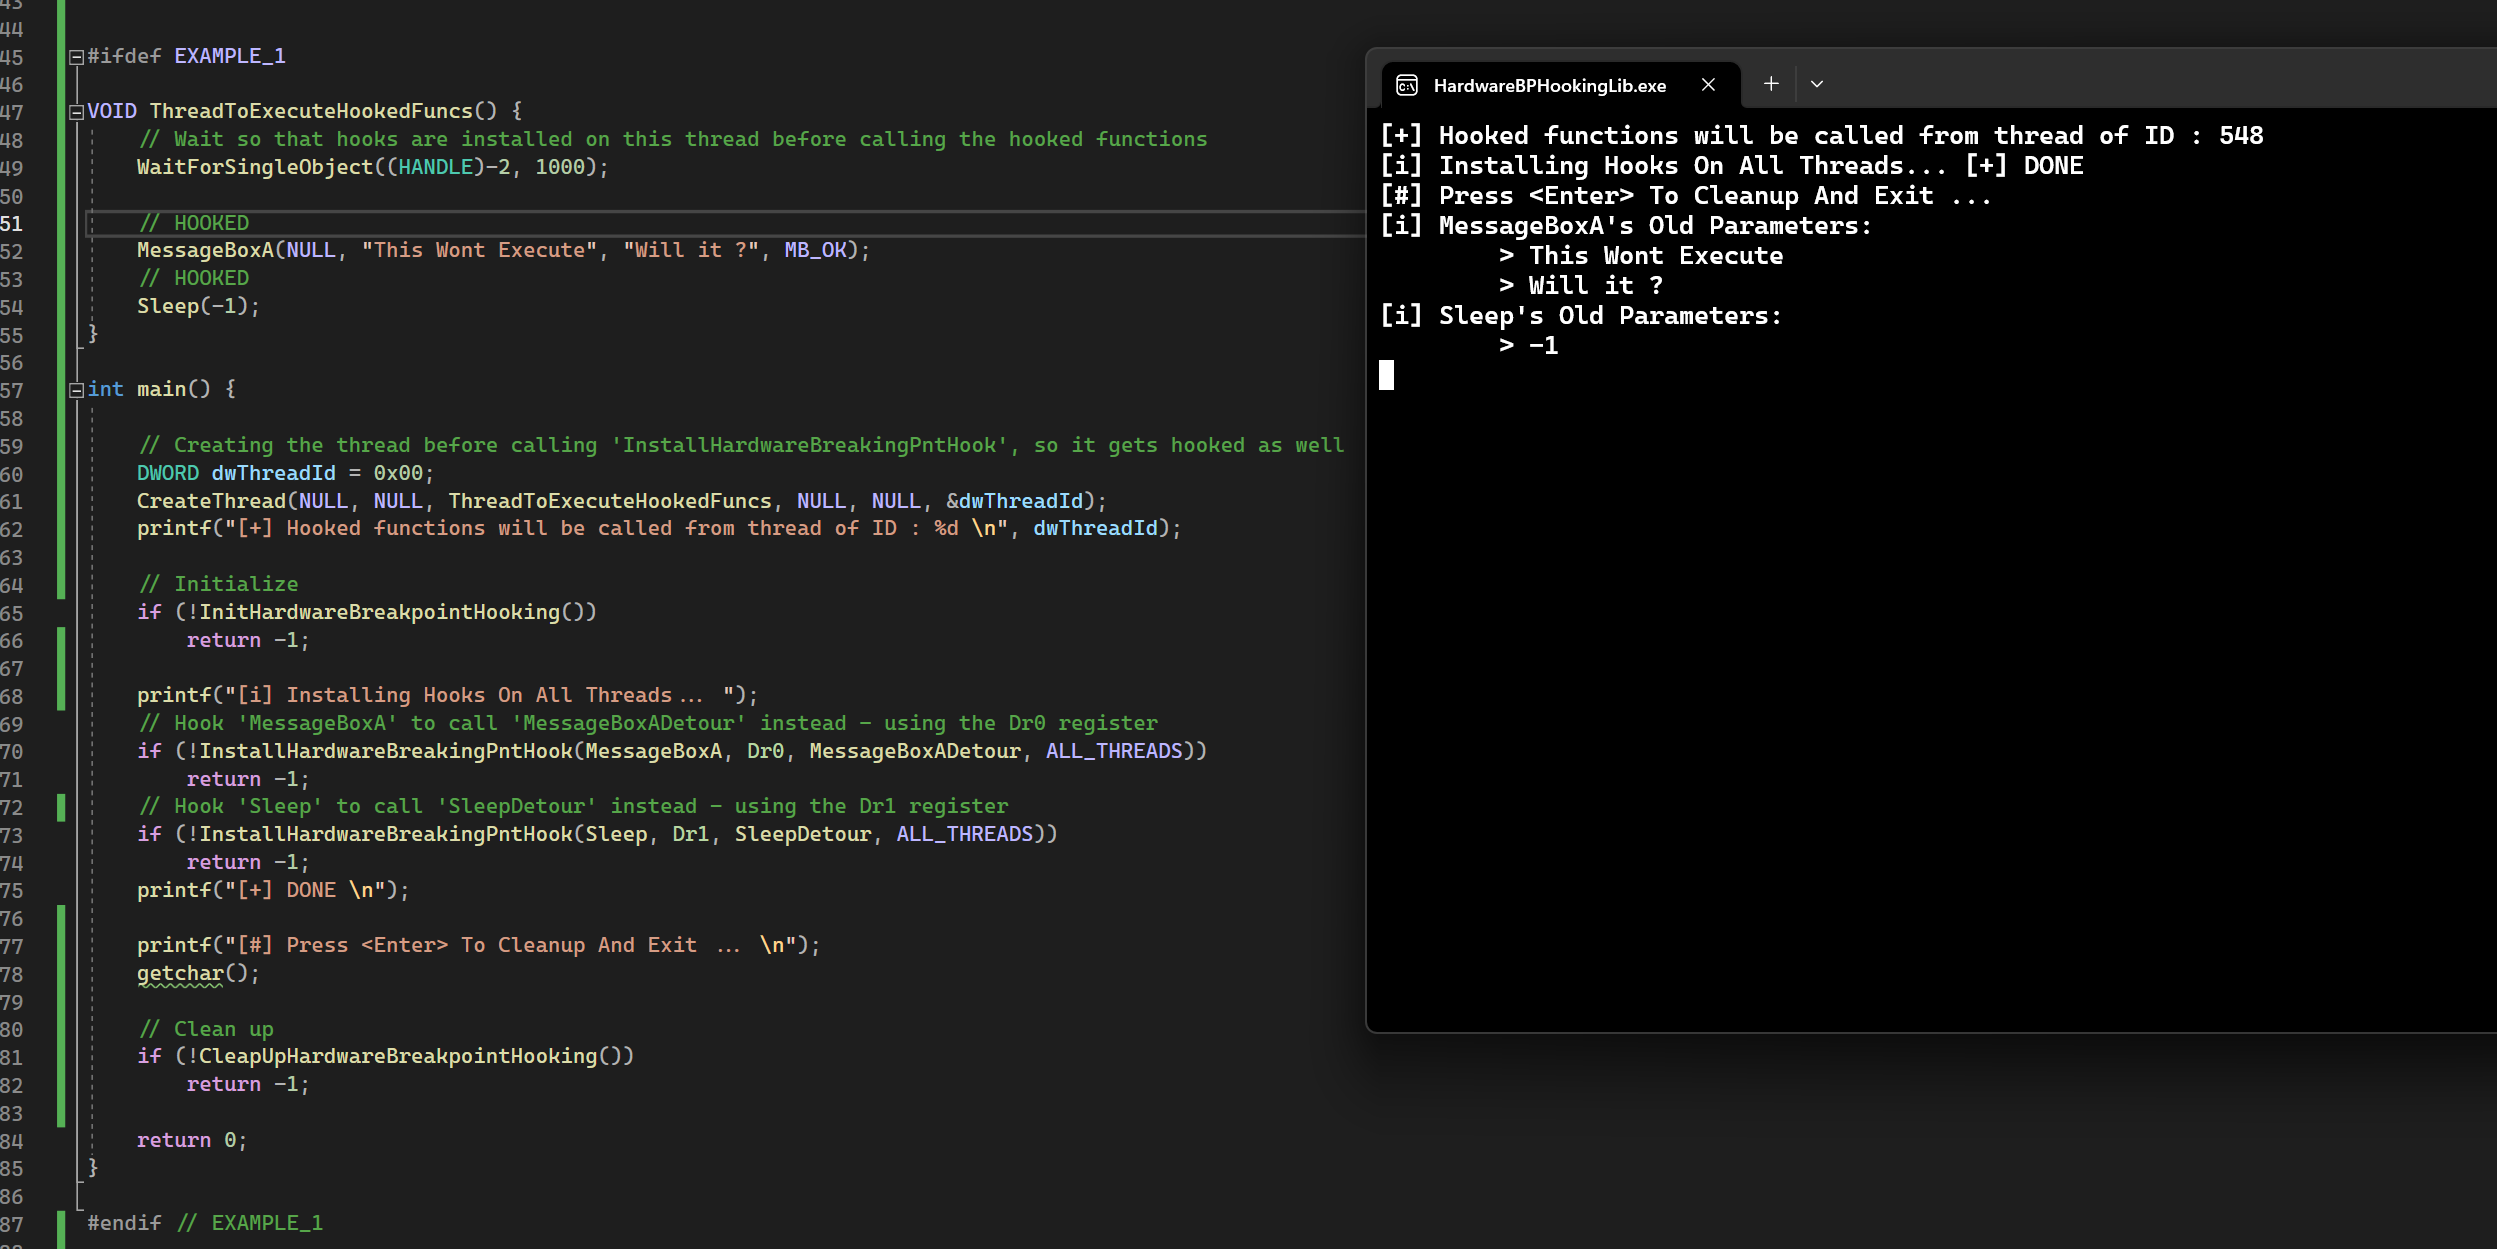 43
44
45 #ifdef EXAMPLE_1
46
47 VOID ThreadToExecuteHookedFuncs() {
48 // Wait so that hooks are installed on this thread before calling the hooked functions
49 WaitForSingleObject((HANDLE)-2, 1000);
50
51 // HOOKED
52 MessageBoxA(NULL, "This Wont Execute", "Will it ?", MB_OK);
53 // HOOKED
54 Sleep(-1);
55 }
56
57 int main() {
58
59 // Creating the thread before calling 'InstallHardwareBreakingPntHook', so it gets hooked as well
60 DWORD dwThreadId = 0x00;
61 CreateThread(NULL, NULL, ThreadToExecuteHookedFuncs, NULL, NULL, &dwThreadId);
62 printf("[+] Hooked functions will be called from thread of ID : %d \n", dwThreadId);
63
64 // Initialize
65 if (!InitHardwareBreakpointHooking())
66 return -1;
67
68 printf("[i] Installing Hooks On All Threads... ");
69 // Hook 'MessageBoxA' to call 'MessageBoxADetour' instead - using the Dr0 register
70 if (!InstallHardwareBreakingPntHook(MessageBoxA, Dr0, MessageBoxADetour, ALL_THREADS))
71 return -1;
72 // Hook 'Sleep' to call 'SleepDetour' instead - using the Dr1 register
73 if (!InstallHardwareBreakingPntHook(Sleep, Dr1, SleepDetour, ALL_THREADS))
74 return -1;
75 printf("[+] DONE \n");
76
77 printf("[#] Press <Enter> To Cleanup And Exit ... \n");
78 getchar();
79
80 // Clean up
81 if (!CleapUpHardwareBreakpointHooking())
82 return -1;
83
84 return 0;
85 }
86
87 #endif // EXAMPLE_1
HardwareBPHookingLib.exe
[+] Hooked functions will be called from thread of ID : 548
[i] Installing Hooks On All Threads... [+] DONE
[#] Press <Enter> To Cleanup And Exit ...
[i] MessageBoxA's Old Parameters:
> This Wont Execute
> Will it ?
[i] Sleep's Old Parameters:
> -1